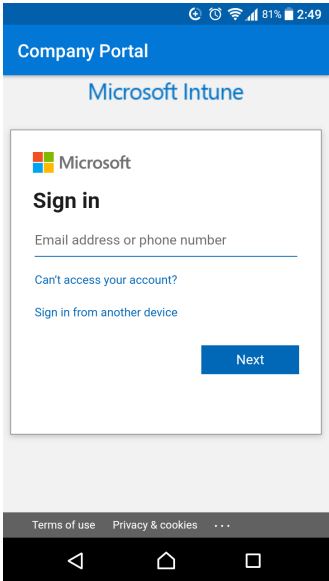 81% 2:49
Company Portal
Microsoft Intune
Microsoft
Sign in
Email address or phone number
Can't access your account?
Sign in from another device
Next
Terms of use Privacy & cookies ...